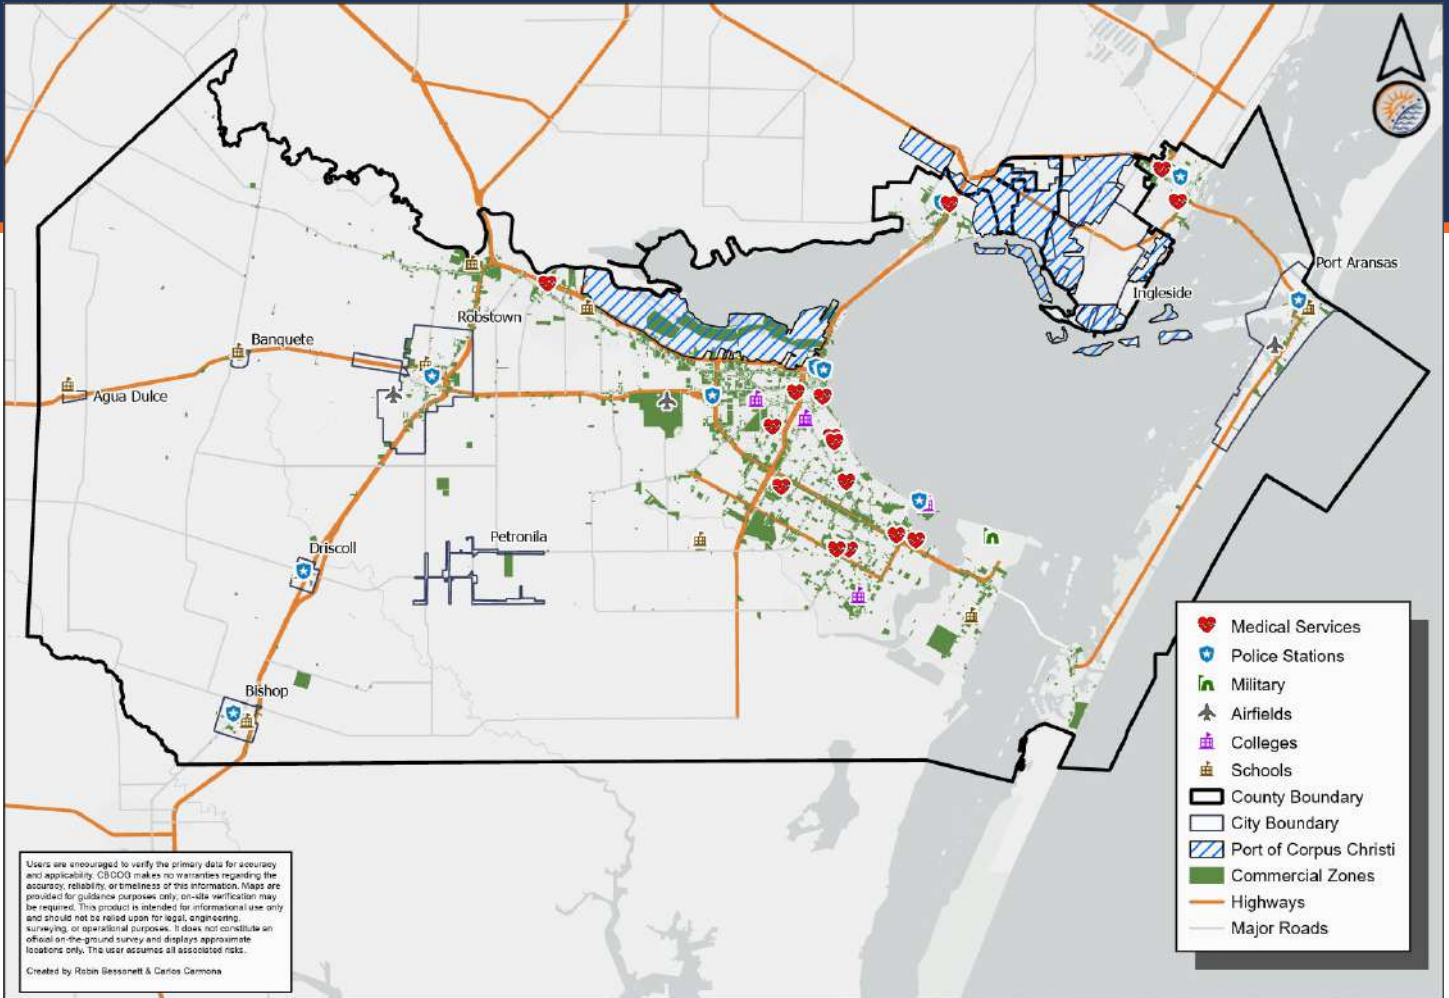 Port Aransas
Ingleside
Robstown
Banquete
Agua Dulce
Petronila
Driscoll
Bishop
Medical Services
Police Stations
Military
Airfields
Colleges
Schools
County Boundary
City Boundary
Port of Corpus Christi
Commercial Zones
Highways
Major Roads
Users are encouraged to verify the primary data for accuracy
and applicability. CBCOG makes no warranties regarding the
accuracy, reliability, or timeliness of this information. Maps are
provided for guidance purposes only; on-site verification may
be required. This product is intended for informational use only
and should not be relied upon for legal, engineering,
surveying, or operational purposes. It does not constitute an
official on-the-ground survey and displays approximate
locations only. The user assumes all associated risks.
Created by Robin Bessonett & Carlos Carmona